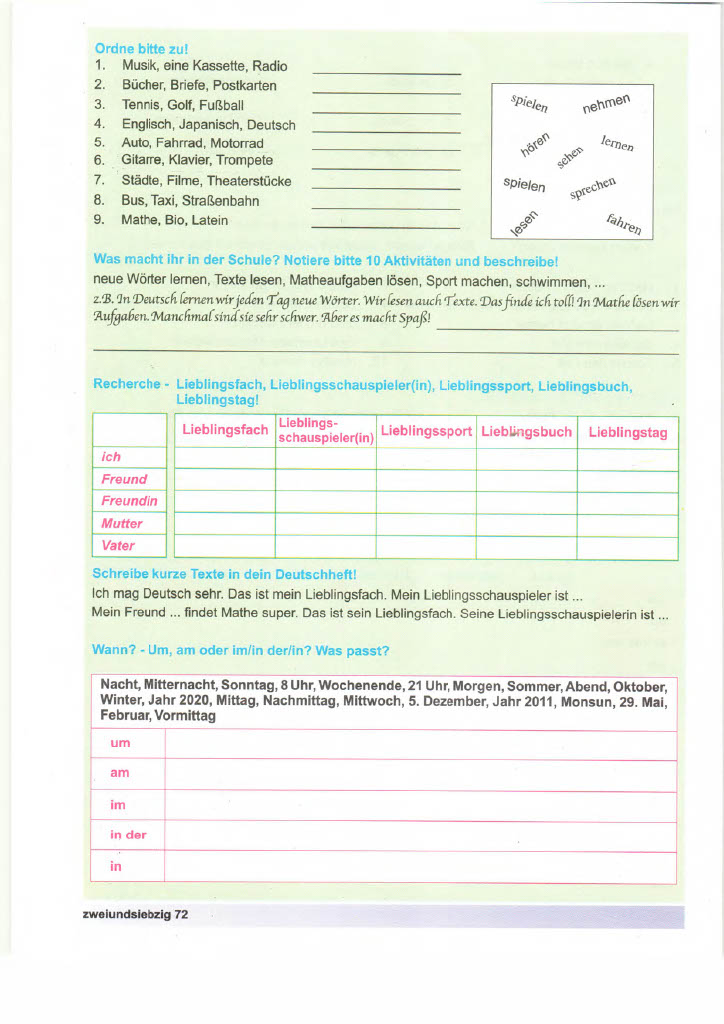 Ordne bitte zu!
1. Musik, eine Kassette, Radio
2. Bücher, Briefe, Postkarten
3. Tennis, Golf, Fußball
4. Englisch, Japanisch, Deutsch
5. Auto, Fahrrad, Motorrad
6. Gitarre, Klavier, Trompete
7. Städte, Filme, Theaterstücke
8. Bus, Taxi, Straßenbahn
9. Mathe, Bio, Latein
spielen
nehmen
hören
sehen
lernen
spielen
sprechen
lesen
fahren
Was macht ihr in der Schule? Notiere bitte 10 Aktivitäten und beschreibe!
neue Wörter lernen, Texte lesen, Matheaufgaben lösen, Sport machen, schwimmen, ...
z.B. In Deutsch lernen wir jeden Tag neue Wörter. Wir lesen auch Texte. Das finde ich toll! In Mathe lösen wir
Aufgaben. Manchmal sind sie sehr schwer. Aber es macht Spaß!
Recherche - Lieblingsfach, Lieblingsschauspieler(in), Lieblingssport, Lieblingsbuch,
Lieblingstag!
Lieblingsfach
Lieblings-
schauspieler(in)
Lieblingssport
Lieblingsbuch
Lieblingstag
ich
Freund
Freundin
Mutter
Vater
Schreibe kurze Texte in dein Deutschheft!
Ich mag Deutsch sehr. Das ist mein Lieblingsfach. Mein Lieblingsschauspieler ist ...
Mein Freund ... findet Mathe super. Das ist sein Lieblingsfach. Seine Lieblingsschauspielerin ist ...
Wann? - Um, am oder im/in der/in? Was passt?
Nacht, Mitternacht, Sonntag, 8 Uhr, Wochenende, 21 Uhr, Morgen, Sommer, Abend, Oktober,
Winter, Jahr 2020, Mittag, Nachmittag, Mittwoch, 5. Dezember, Jahr 2011, Monsun, 29. Mai,
Februar, Vormittag
um
am
im
in der
in
zweiundsiebzig 72